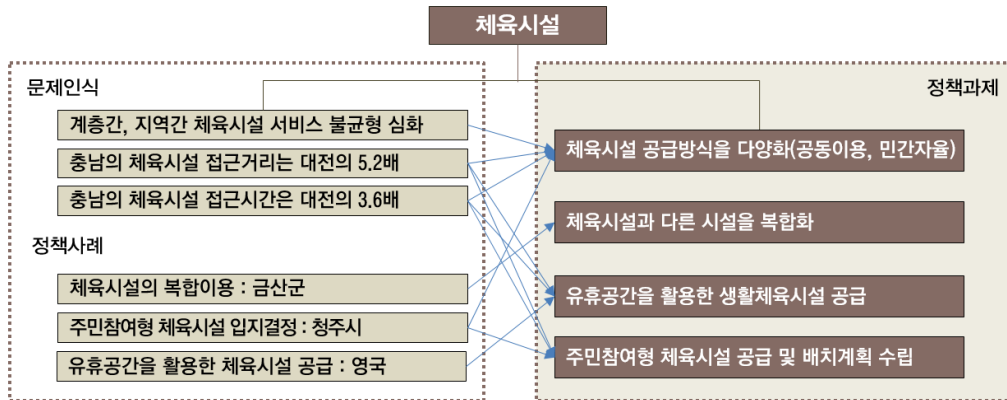 체육시설
문제인식
계층간, 지역간 체육시설 서비스 불균형 심화
충남의 체육시설 접근거리는 대전의 5.2배
충남의 체육시설 접근시간은 대전의 3.6배
정책사례
체육시설의 복합이용 : 금산군
주민참여형 체육시설 입지결정 : 청주시
유휴공간을 활용한 체육시설 공급 : 영국
정책과제
체육시설 공급방식을 다양화(공동이용, 민간자율)
체육시설과 다른 시설을 복합화
유휴공간을 활용한 생활체육시설 공급
주민참여형 체육시설 공급 및 배치계획 수립